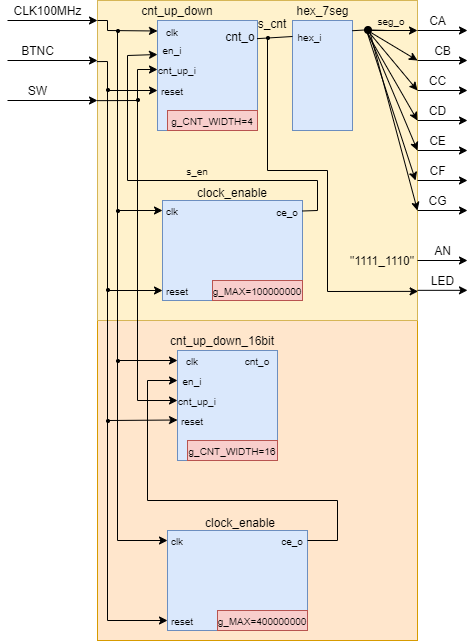 CLK100MHz
BTNC
SW
cnt_up_down
clk
en_i
cnt_up_i
reset
cnt_o
g_CNT_WIDTH=4
s_cnt
hex_7seg
hex_i
seg_o
CA
CB
CC
CD
CE
CF
CG
s_en
clock_enable
clk
ce_o
reset
g_MAX=100000000
"1111_1110"
AN
LED
cnt_up_down_16bit
clk
en_i
cnt_up_i
reset
cnt_o
g_CNT_WIDTH=16
clock_enable
clk
ce_o
reset
g_MAX=400000000